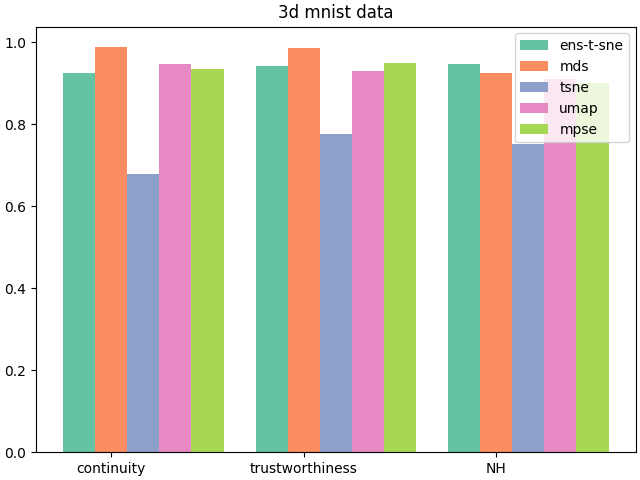 3d mnist data
1.0
0.8
0.6
0.4
0.2
0.0
ens-t-sne
mds
tsne
umap
mpse
continuity trustworthiness NH